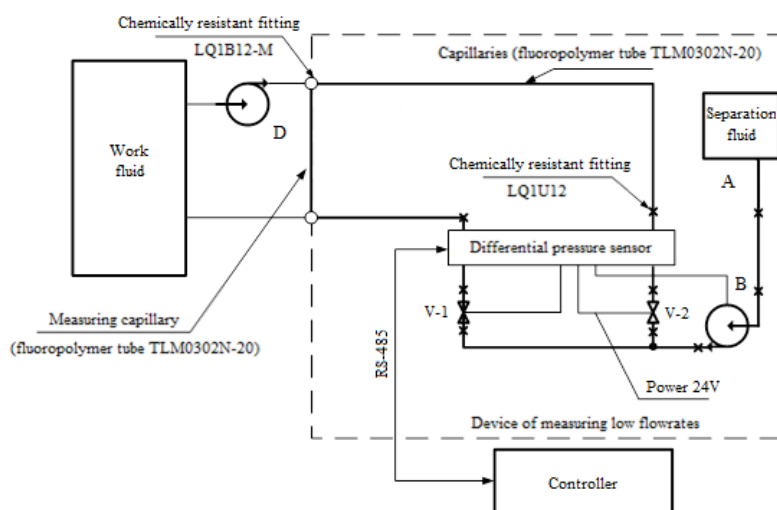 Chemically resistant fitting
LQ1B12-M
Capillaries (fluoropolymer tube TLM0302N-20)
D
Work
fluid
Separation
fluid
A
Chemically resistant fitting
LQ1U12
Differential pressure sensor
B
V-1
V-2
Measuring capillary
(fluoropolymer tube TLM0302N-20)
RS-485
Power 24V
Device of measuring low flowrates
Controller